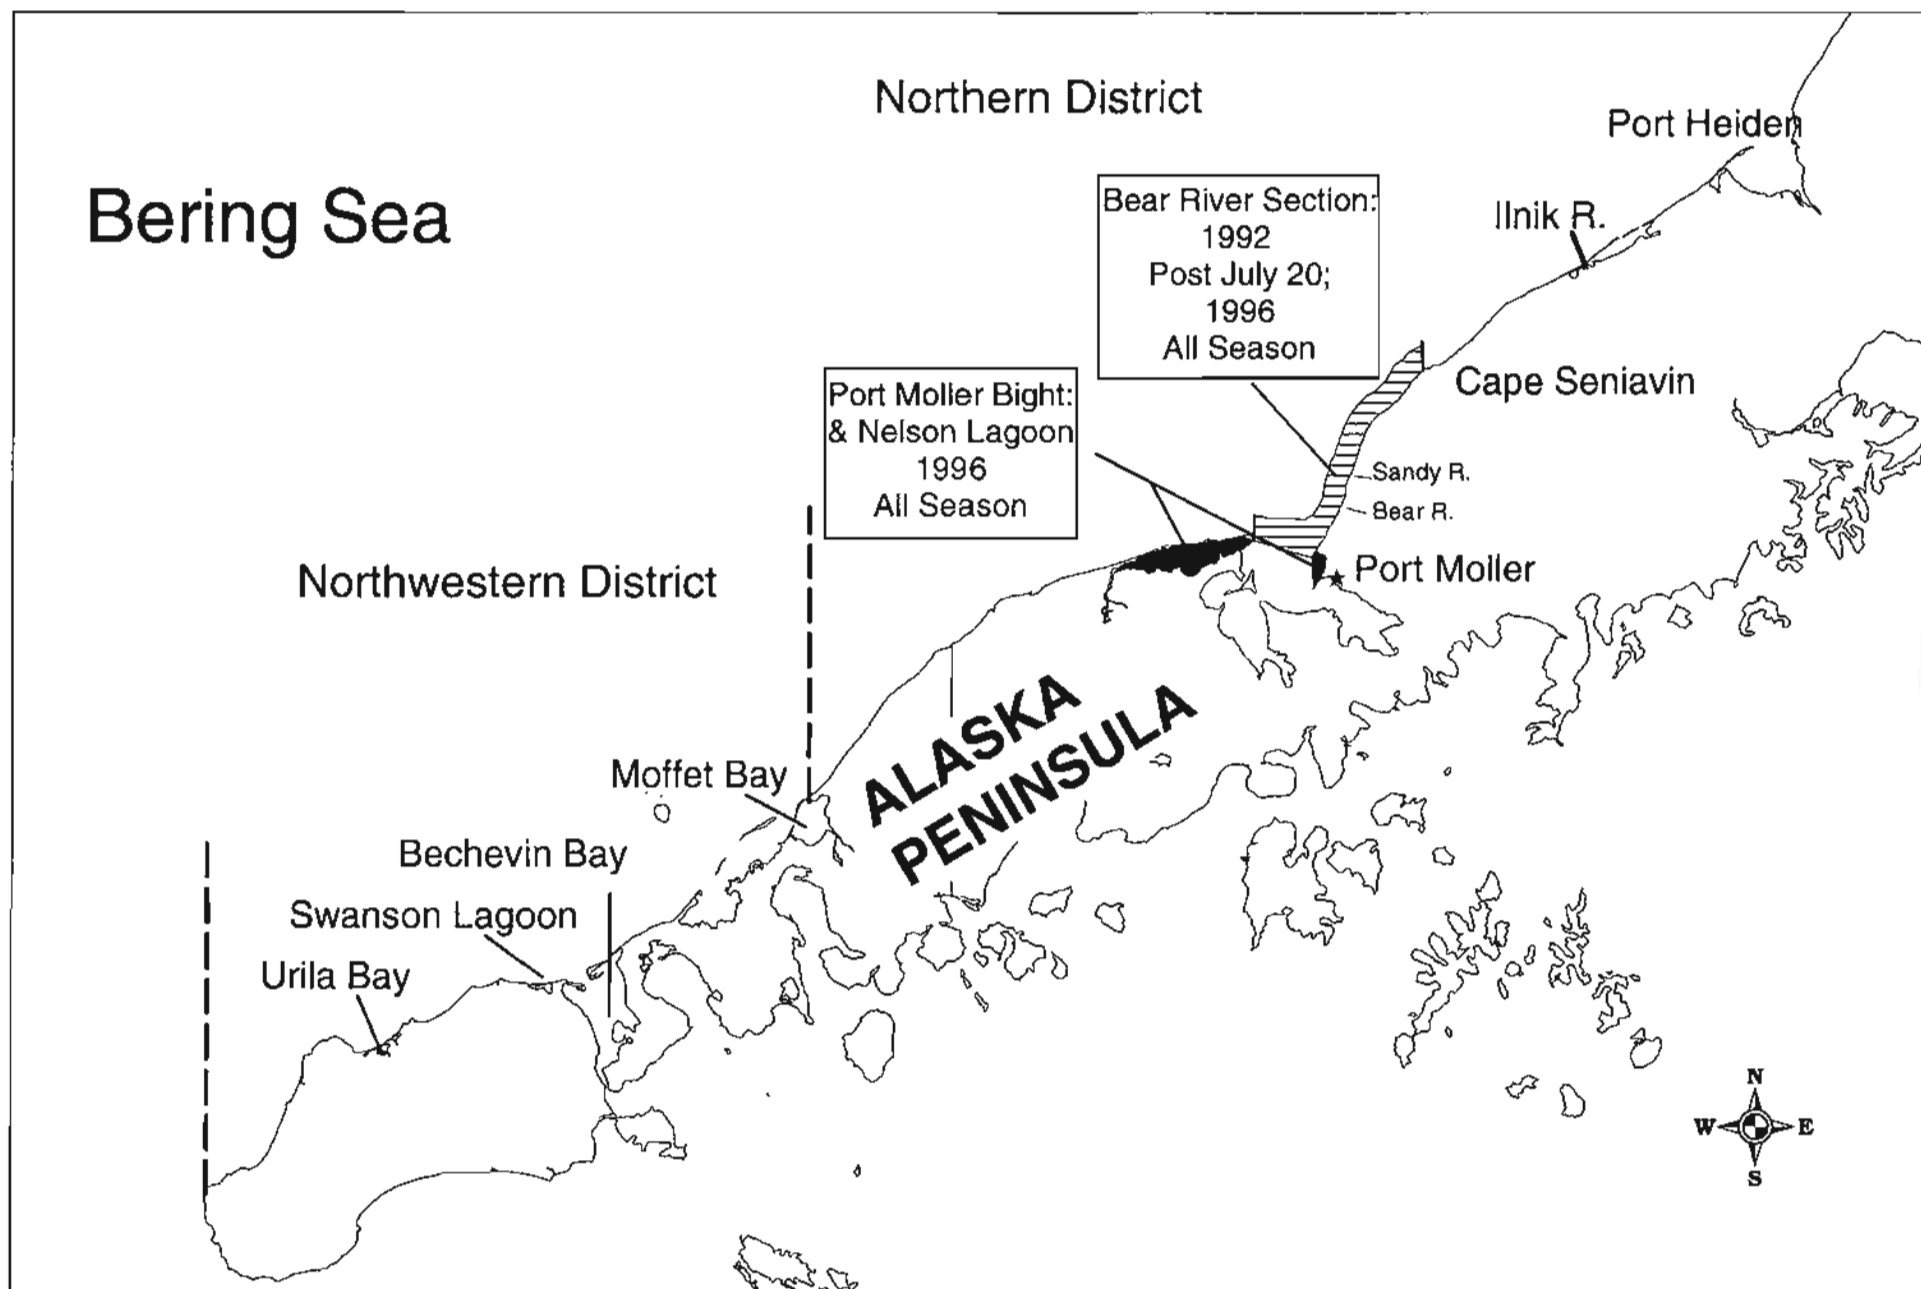 Northern District
Port Heiden
Bering Sea
Bear River Section:
1992
Post July 20;
1996
All Season
Ilnik R.
Port Moller Bight:
& Nelson Lagoon
1996
All Season
Cape Seniavin
Sandy R.
Bear R.
Northwestern District
Port Moller
ALASKA
PENINSULA
Moffet Bay
Bechevin Bay
Swanson Lagoon
Urila Bay
N
W E
S